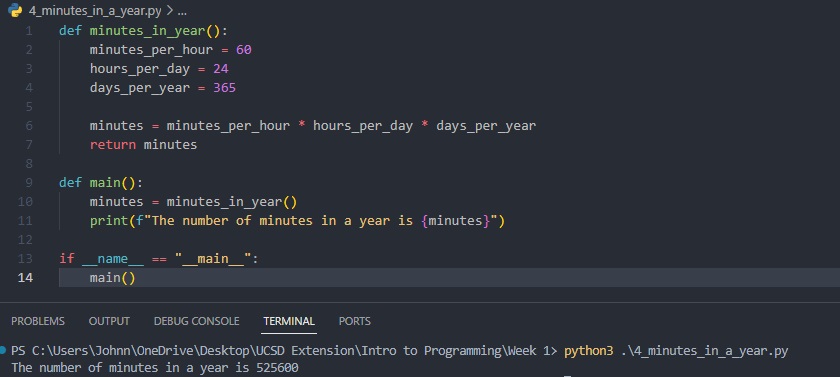 4_minutes_in_a_year.py > ...
1 def minutes_in_year():
2     minutes_per_hour = 60
3     hours_per_day = 24
4     days_per_year = 365
5
6     minutes = minutes_per_hour * hours_per_day * days_per_year
7     return minutes
8
9 def main():
10     minutes = minutes_in_year()
11     print(f"The number of minutes in a year is {minutes}")
12
13 if __name__ == "__main__":
14     main()
PROBLEMS OUTPUT DEBUG CONSOLE TERMINAL PORTS
PS C:\Users\Johnn\OneDrive\Desktop\UCSD Extension\Intro to Programming\Week 1> python3 .\4_minutes_in_a_year.py
The number of minutes in a year is 525600